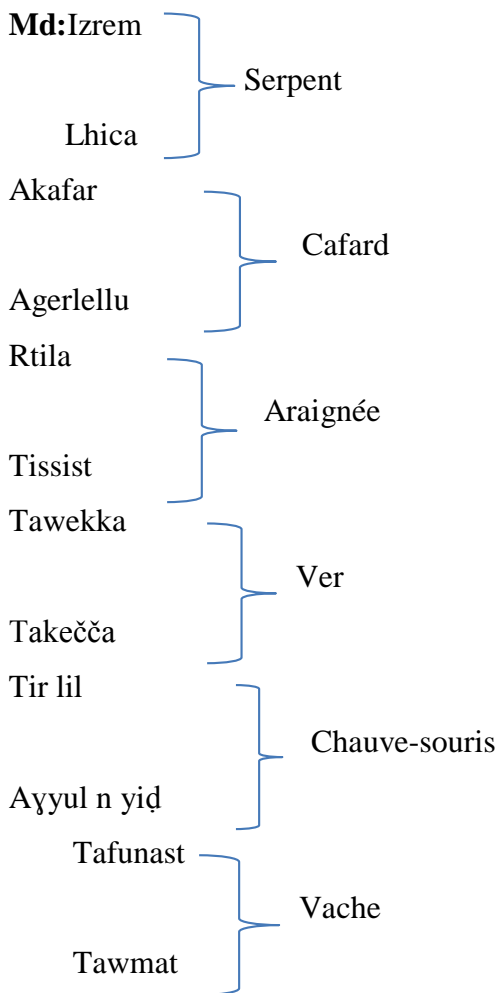 Md:Izrem
Serpent
Lhica
Akafar
Cafard
Agerlellu
Rtila
Araignée
Tissist
Tawekka
Ver
Takečča
Tir lil
Chauve-souris
Aɣyul n yiḍ
Tafunast
Vache
Tawmat